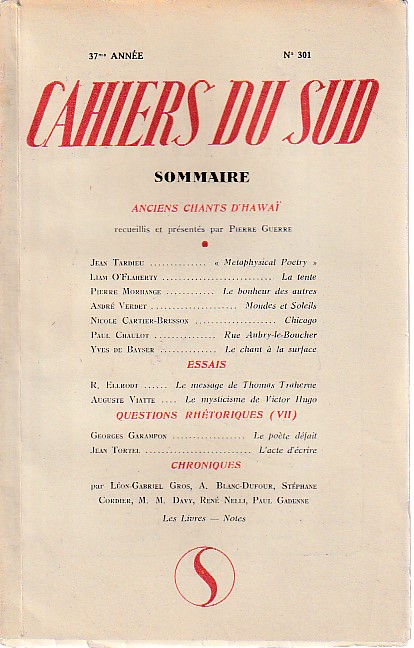 37me ANNÉE N° 301
CAHIERS DU SUD
SOMMAIRE
ANCIENS CHANTS D'HAWAÏ
recueillis et présentés par PIERRE GUERRE
JEAN TARDIEU .............. « Metaphysical Poetry »
LIAM O'FLAHERTY .................... La tente
PIERRE MORHANGE ............ Le bonheur des autres
ANDRÉ VERDET ..................... Mondes et Soleils
NICOLE CARTIER-BRESSON .................... Chicago
PAUL CHAULOT ............... Rue Aubry-le-Boucher
YVES DE BAYSER .............. Le chant à la surface
ESSAIS
R. ELLRODT ...... Le message de Thomas Traherne
AUGUSTE VIATTE .... Le mysticisme de Victor Hugo
QUESTIONS RHÉTORIQUES (VII)
GEORGES GARAMPON .................. Le poète défait
JEAN TORTEL ................... L'acte d'écrire
CHRONIQUES
par LÉON-GABRIEL GROS, A. BLANC-DUFOUR, STÉPHANE
CORDIER, M. M. DAVY, RENÉ NELLI, PAUL GADENNE
Les Livres — Notes
S